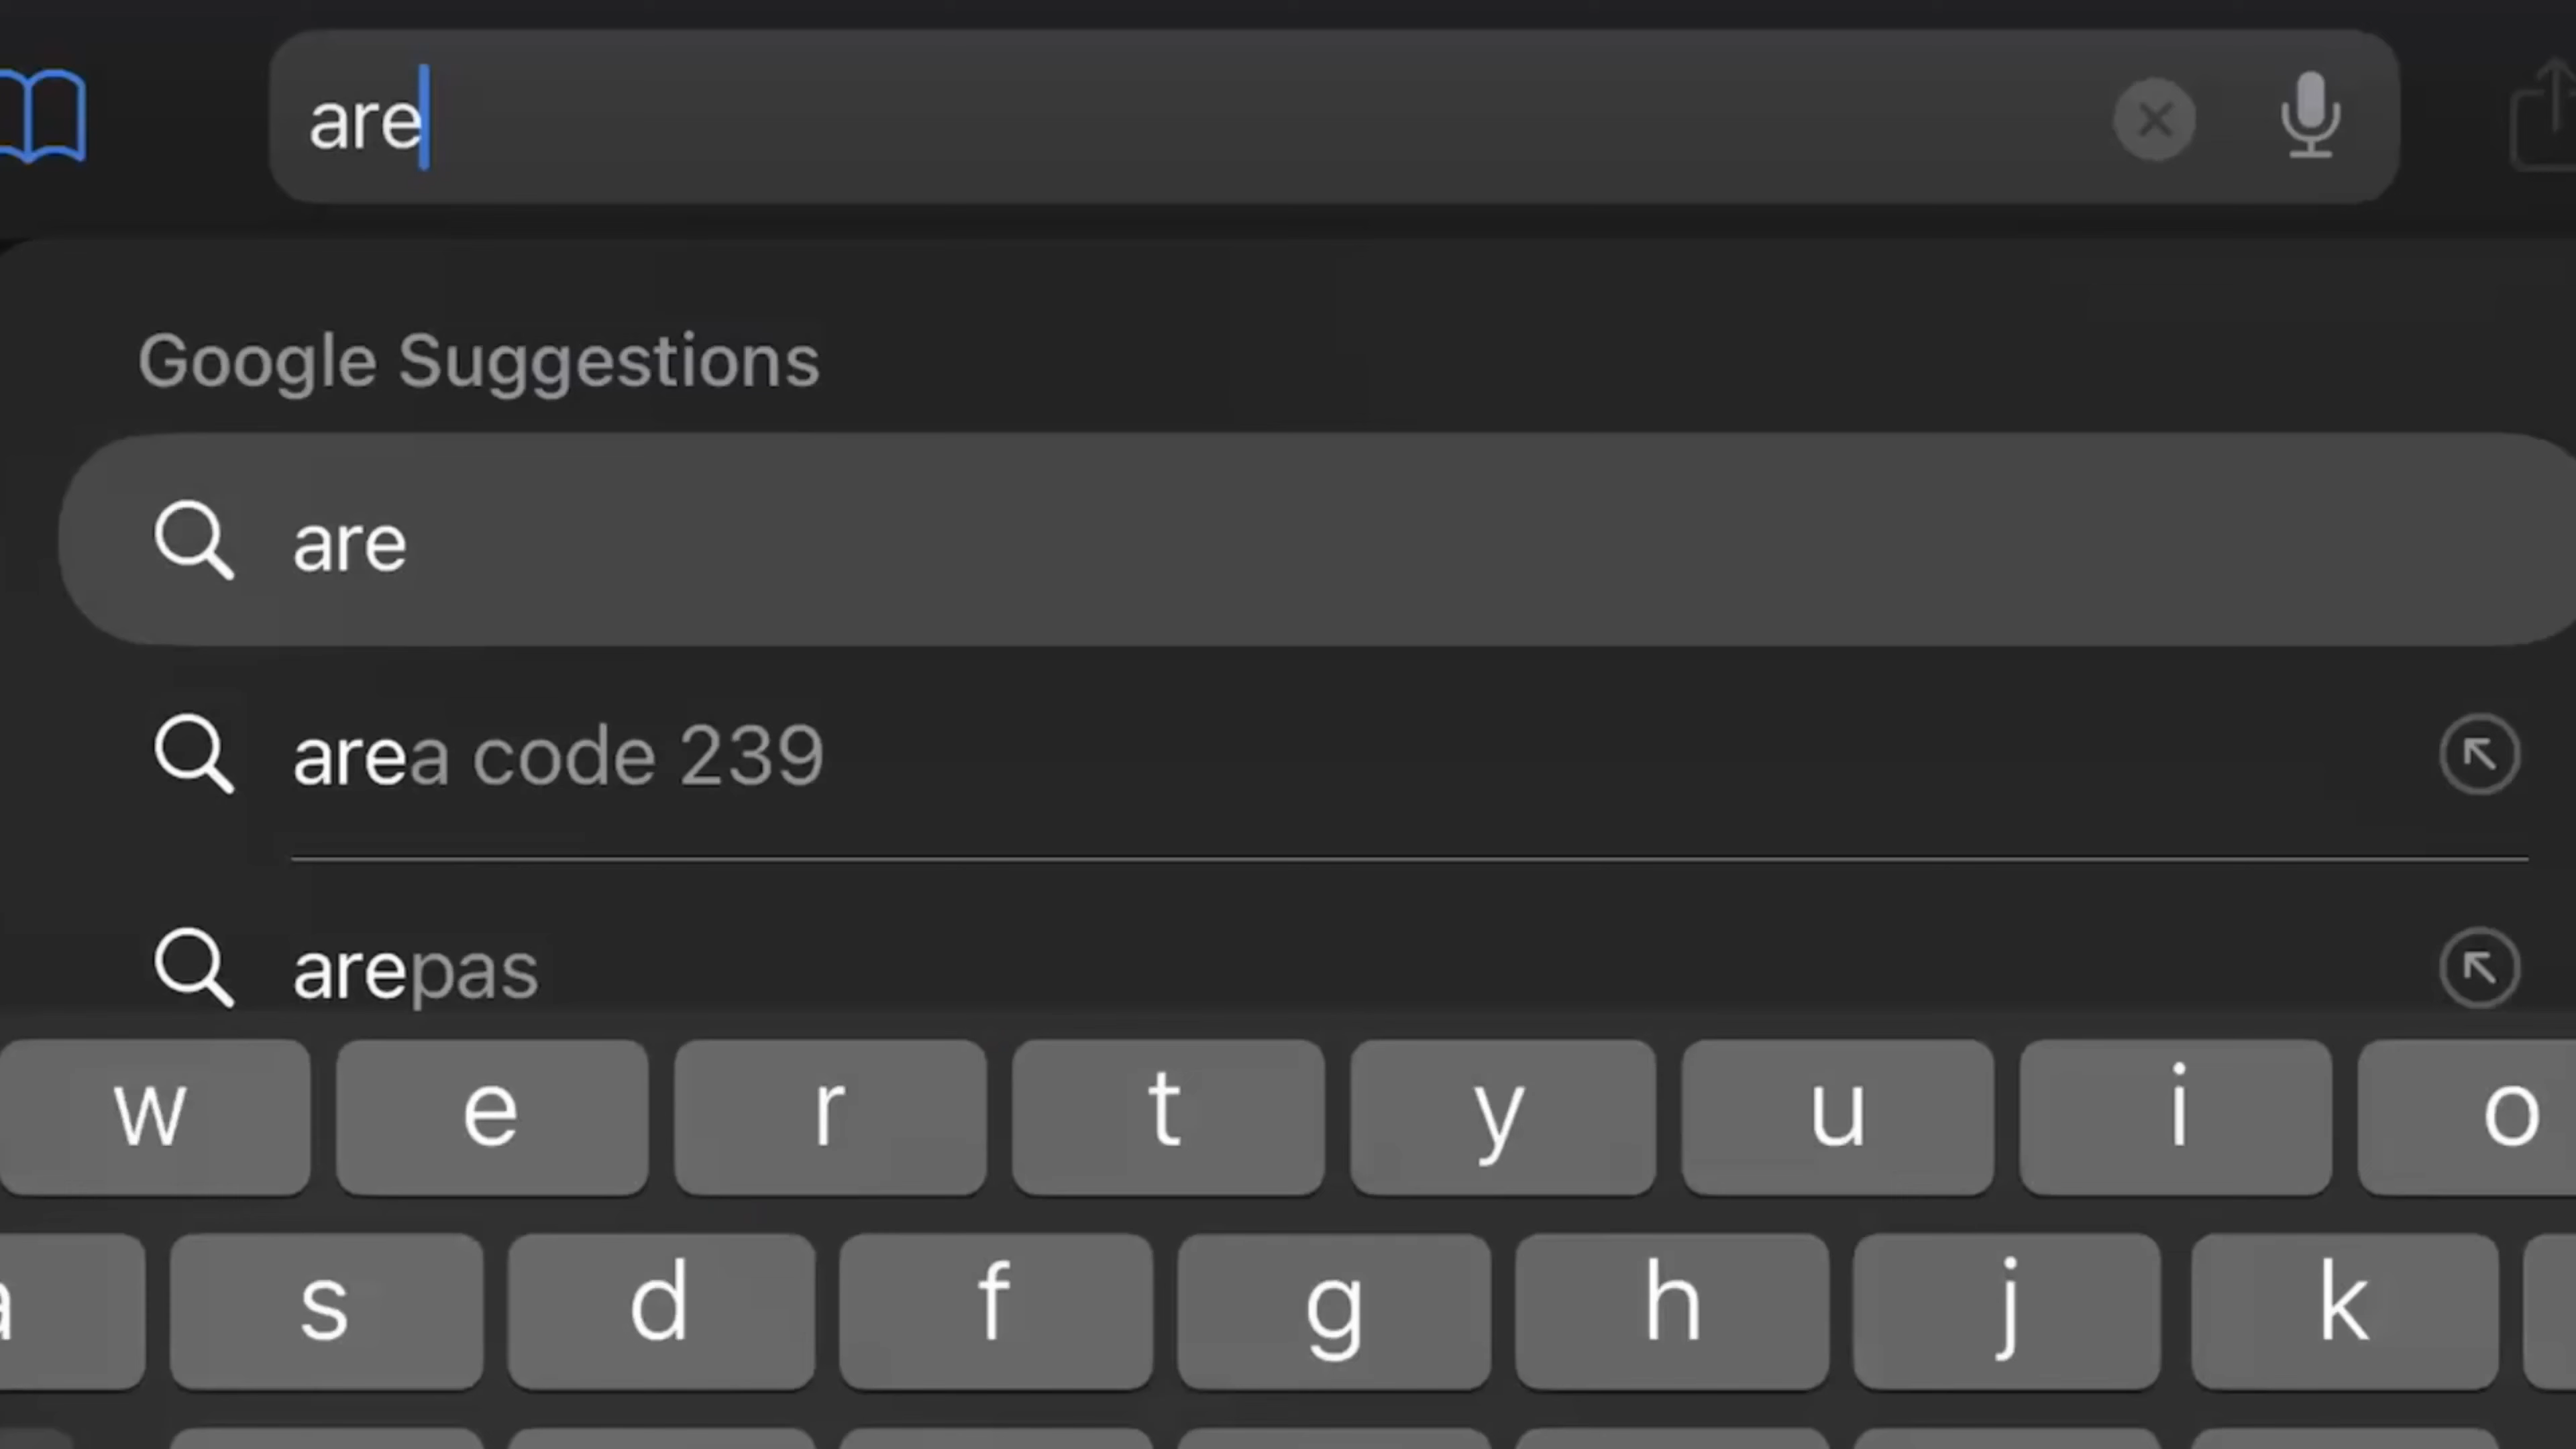 are
Google Suggestions
are
area code 239
arepas
w e r t y u i o
a s d f g h j k